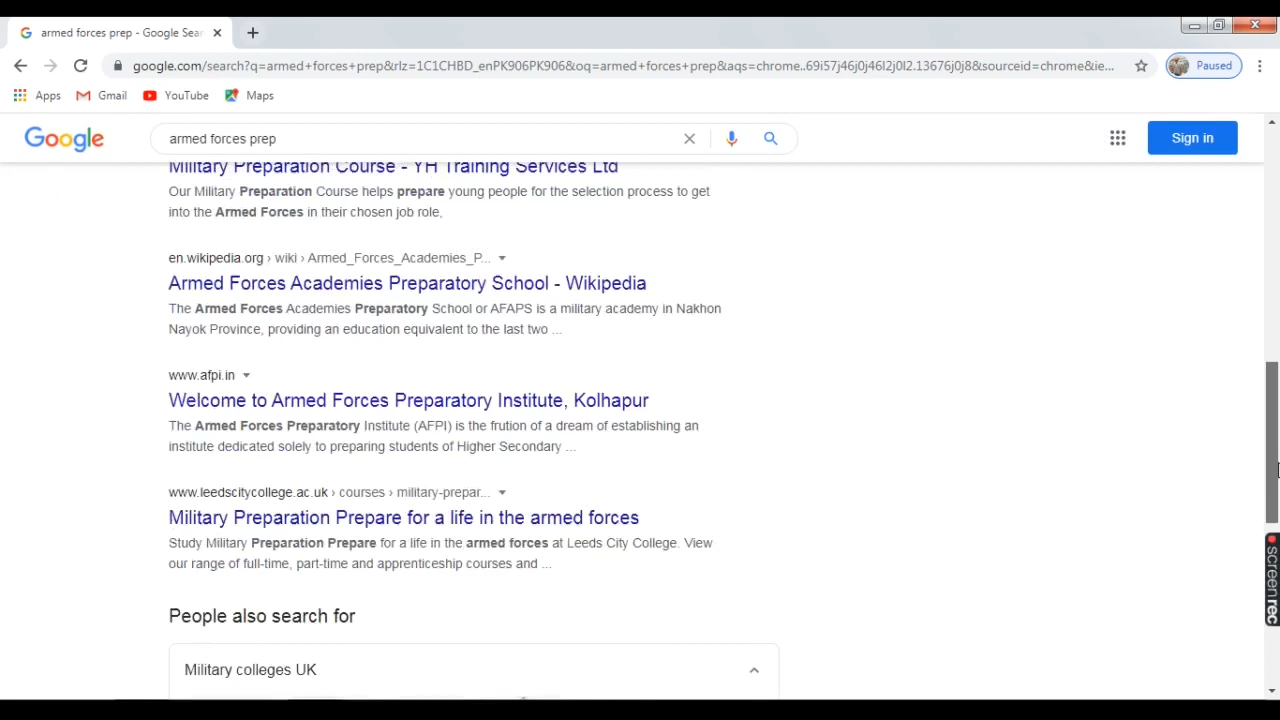 armed forces prep - Google Sear
google.com/search?q=armed+forces+prep&rlz=1C1CHBD_enPK906PK906&oq=armed+forces+prep&aqs=chrome..69i57j46j0j46l2j0l2.13676j0j8&sourceid=chrome&ie...
Paused
Apps Gmail YouTube Maps
Google armed forces prep Sign in
Military Preparation Course - YH Training Services Ltd
Our Military Preparation Course helps prepare young people for the selection process to get
into the Armed Forces in their chosen job role,
en.wikipedia.org › wiki › Armed_Forces_Academies_P...
Armed Forces Academies Preparatory School - Wikipedia
The Armed Forces Academies Preparatory School or AFAPS is a military academy in Nakhon
Nayok Province, providing an education equivalent to the last two ...
www.afpi.in
Welcome to Armed Forces Preparatory Institute, Kolhapur
The Armed Forces Preparatory Institute (AFPI) is the frution of a dream of establishing an
institute dedicated solely to preparing students of Higher Secondary ...
www.leedscitycollege.ac.uk › courses › military-prepar...
Military Preparation Prepare for a life in the armed forces
Study Military Preparation Prepare for a life in the armed forces at Leeds City College. View
our range of full-time, part-time and apprenticeship courses and ...
People also search for
Military colleges UK
screenrec